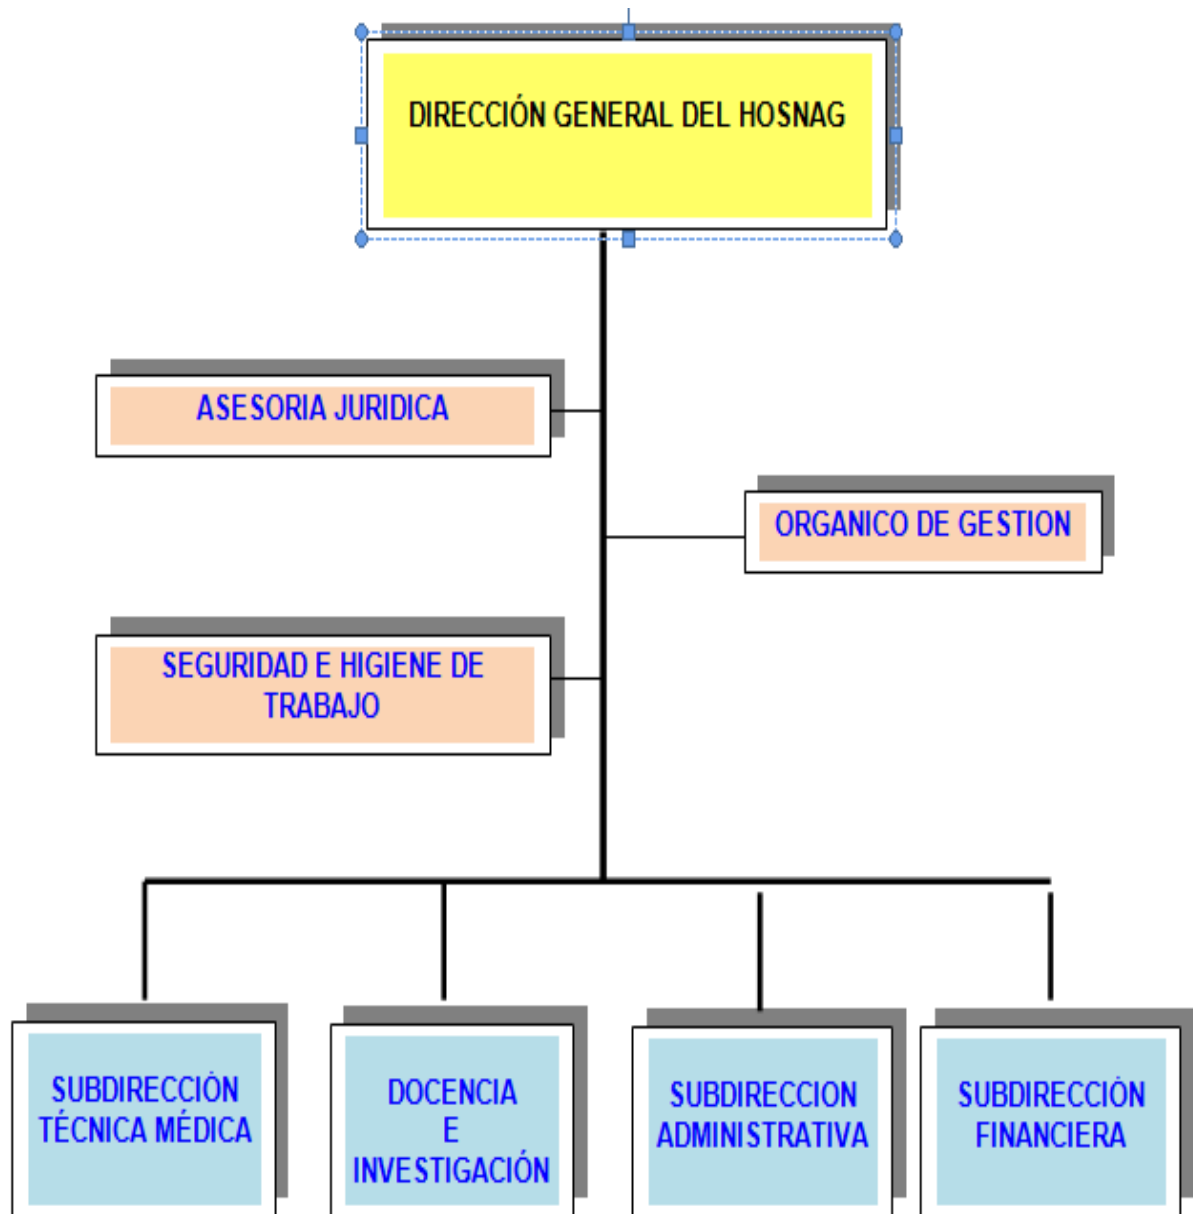 DIRECCIÓN GENERAL DEL HOSNAG
ASESORIA JURIDICA
ORGANICO DE GESTION
SEGURIDAD E HIGIENE DE
TRABAJO
SUBDIRECCIÓN
TÉCNICA MÉDICA
DOCENCIA
E
INVESTIGACIÓN
SUBDIRECCION
ADMINISTRATIVA
SUBDIRECCIÓN
FINANCIERA